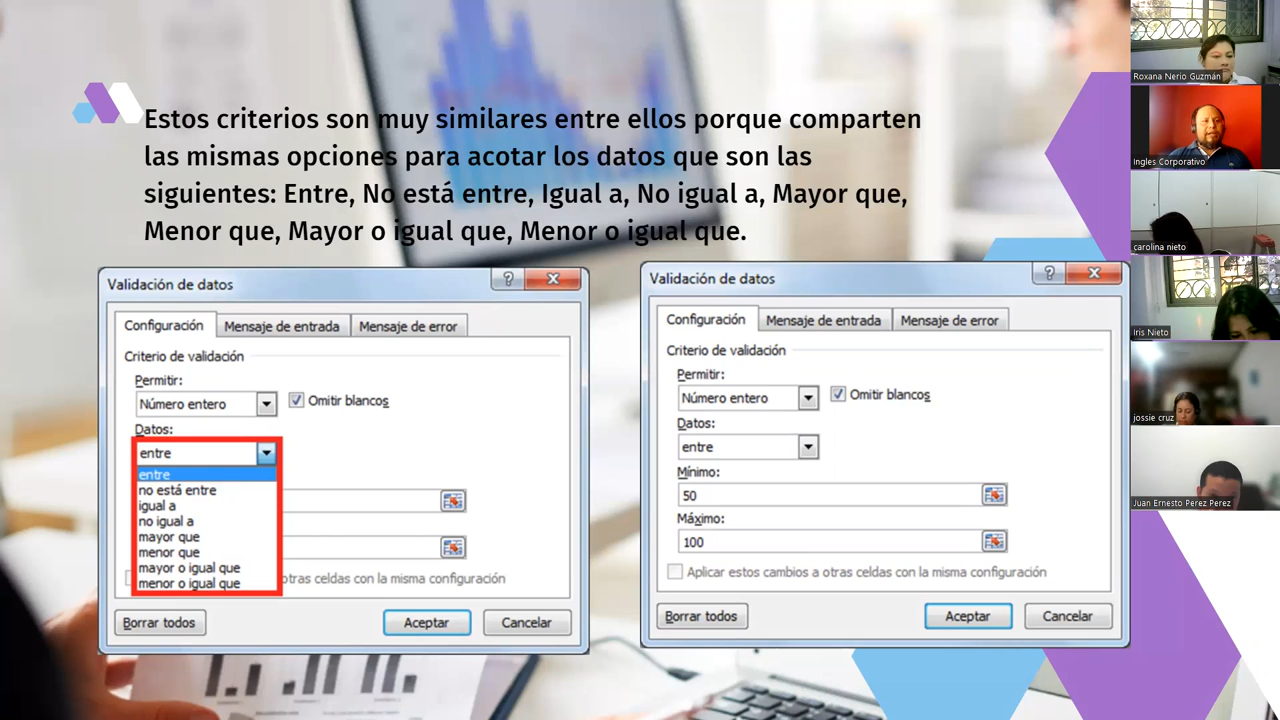 Estos criterios son muy similares entre ellos porque comparten
las mismas opciones para acotar los datos que son las
siguientes: Entre, No está entre, Igual a, No igual a, Mayor que,
Menor que, Mayor o igual que, Menor o igual que.
Validación de datos
Configuración
Mensaje de entrada
Mensaje de error
Criterio de validación
Permitir:
Número entero
Omitir blancos
Datos:
entre
entre
no está entre
igual a
no igual a
mayor que
menor que
mayor o igual que
menor o igual que
otras celdas con la misma configuración
Borrar todos
Aceptar
Cancelar
Validación de datos
Configuración
Mensaje de entrada
Mensaje de error
Criterio de validación
Permitir:
Número entero
Omitir blancos
Datos:
entre
Mínimo:
50
Máximo:
100
Aplicar estos cambios a otras celdas con la misma configuración
Borrar todos
Aceptar
Cancelar
Roxana Nerio Guzmán
Ingles Corporativo
carolina nieto
Iris Nieto
jossie cruz
Juan Ernesto Perez Perez